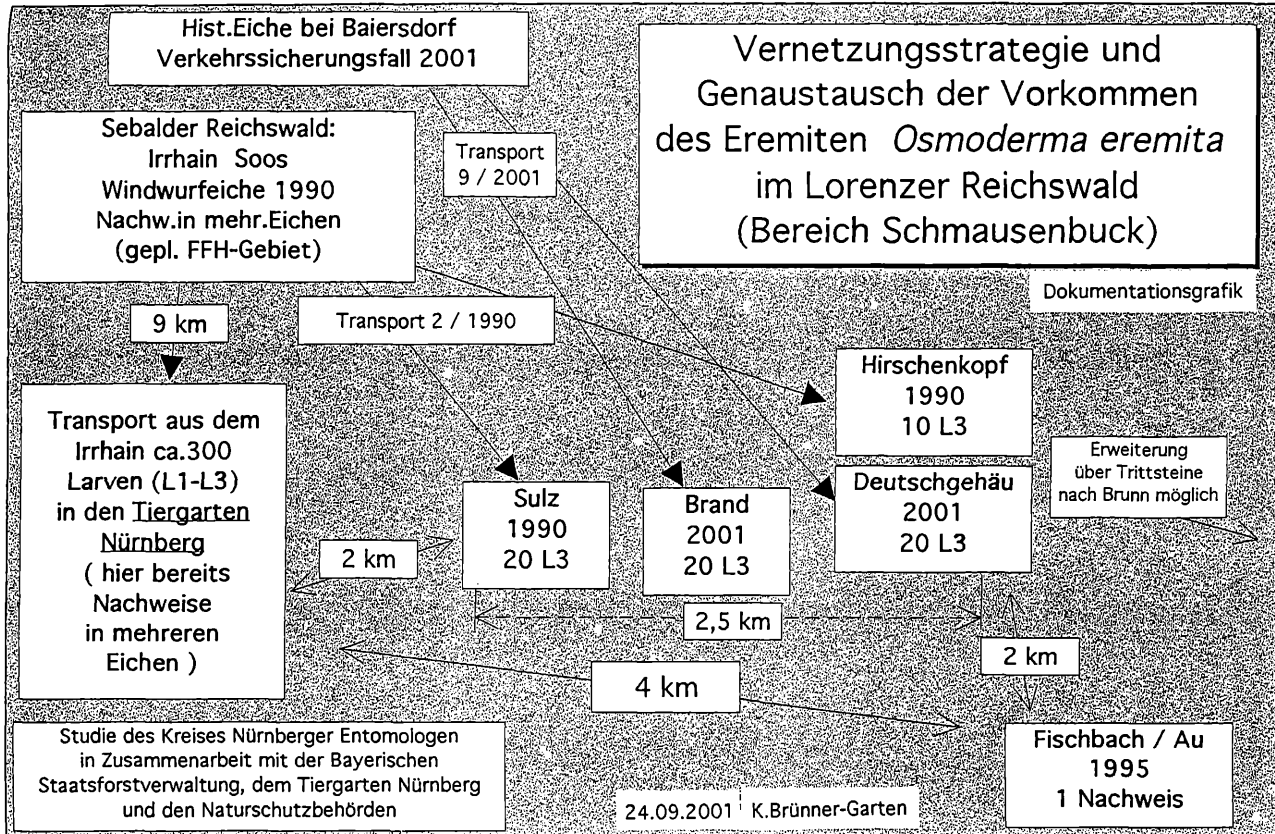 Hist.Eiche bei Baiersdorf
Verkehrssicherungsfall 2001
Vernetzungsstrategie und
Genaustausch der Vorkommen
des Eremiten Osmoderma eremita
im Lorenzer Reichswald
(Bereich Schmausenbuck)
Sebalder Reichswald:
Irrhain Soos
Windwurfeiche 1990
Nachw.in mehr.Eichen
(gepl. FFH-Gebiet)
Transport
9 / 2001
Dokumentationsgrafik
9 km
Transport 2 / 1990
Hirschenkopf
1990
10 L3
Transport aus dem
Irrhain ca.300
Larven (L1-L3)
in den Tiergarten
Nürnberg
( hier bereits
Nachweise
in mehreren
Eichen )
Erweiterung
über Trittsteine
nach Brunn möglich
2 km
Sulz
1990
20 L3
Brand
2001
20 L3
Deutschgehäu
2001
20 L3
2,5 km
2 km
4 km
Studie des Kreises Nürnberger Entomologen
in Zusammenarbeit mit der Bayerischen
Staatsforstverwaltung, dem Tiergarten Nürnberg
und den Naturschutzbehörden
Fischbach / Au
1995
1 Nachweis
24.09.2001 K.Brünner-Garten